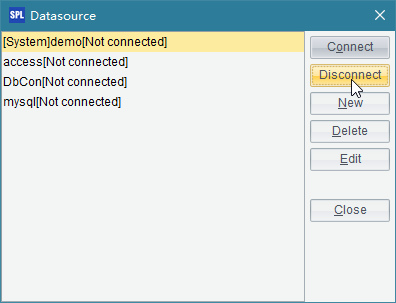 SPL Datasource
[System]demo[Not connected]
access[Not connected]
DbCon[Not connected]
mysql[Not connected]
Connect
Disconnect
New
Delete
Edit
Close